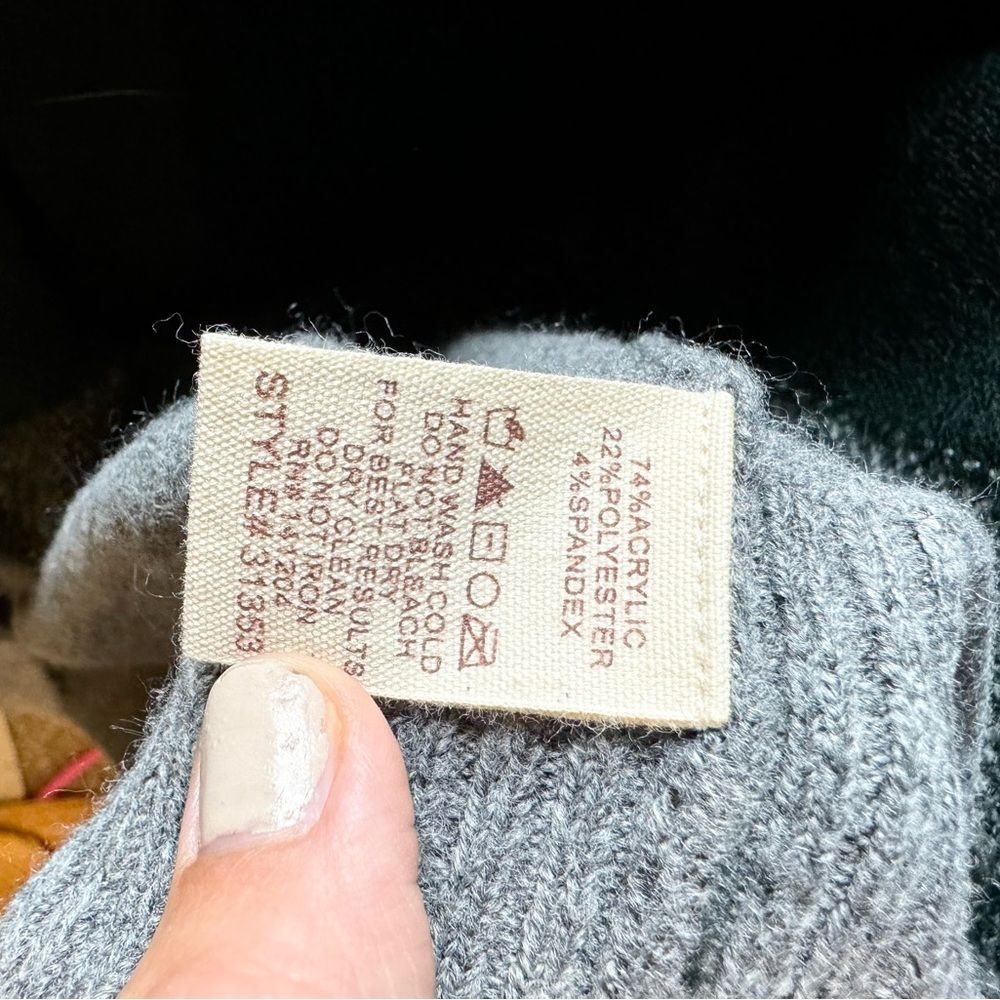 74%ACRYLIC
22%POLYESTER
4%SPANDEX
HAND WASH COLD
DO NOT BLEACH
FLAT DRY
FOR BEST RESULTS
DRY CLEAN
DO NOT IRON
RN# 141204
STYLE# 31353